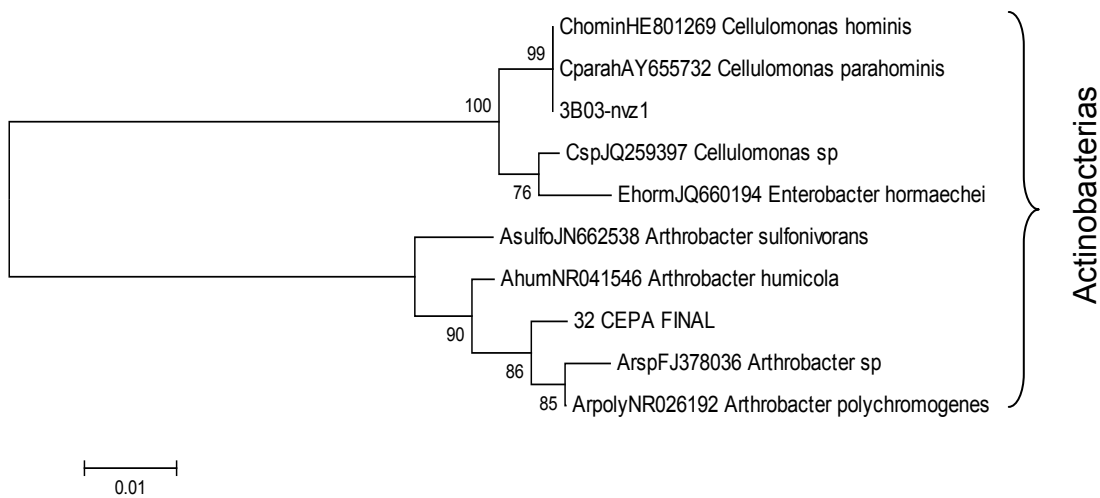 ChominHE801269 Cellulomonas hominis
99
CparahAY655732 Cellulomonas parahominis
100
3B03-nvz1
CspJQ259397 Cellulomonas sp
76
EhormJQ660194 Enterobacter hormaechei
AsulfoJN662538 Arthrobacter sulfonivorans
AhumNR041546 Arthrobacter humicola
90
32 CEPA FINAL
86
ArspFJ378036 Arthrobacter sp
85
ArpolyNR026192 Arthrobacter polychromogenes
Actinobacterias
0.01